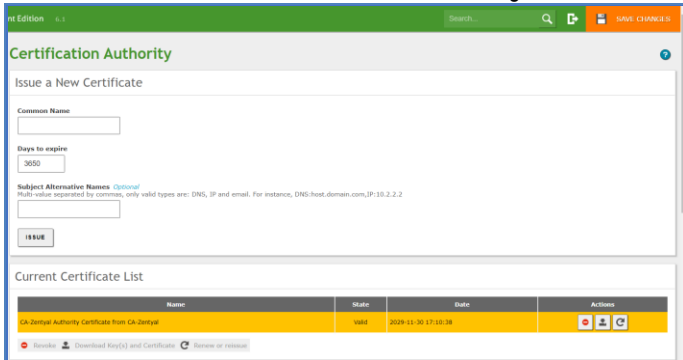 nt Edition 6.1
Search...
SAVE CHANGES
Certification Authority
?
Issue a New Certificate
Common Name
Days to expire
3650
Subject Alternative Names Optional
Multi-value separated by commas, only valid types are: DNS, IP and email. For instance, DNS:host.domain.com,IP:10.2.2.2
ISSUE
Current Certificate List
Name State Date Actions
CA-Zentyal Authority Certificate from CA-Zentyal Valid 2029-11-30 17:10:38
Revoke Download Key(s) and Certificate Renew or reissue